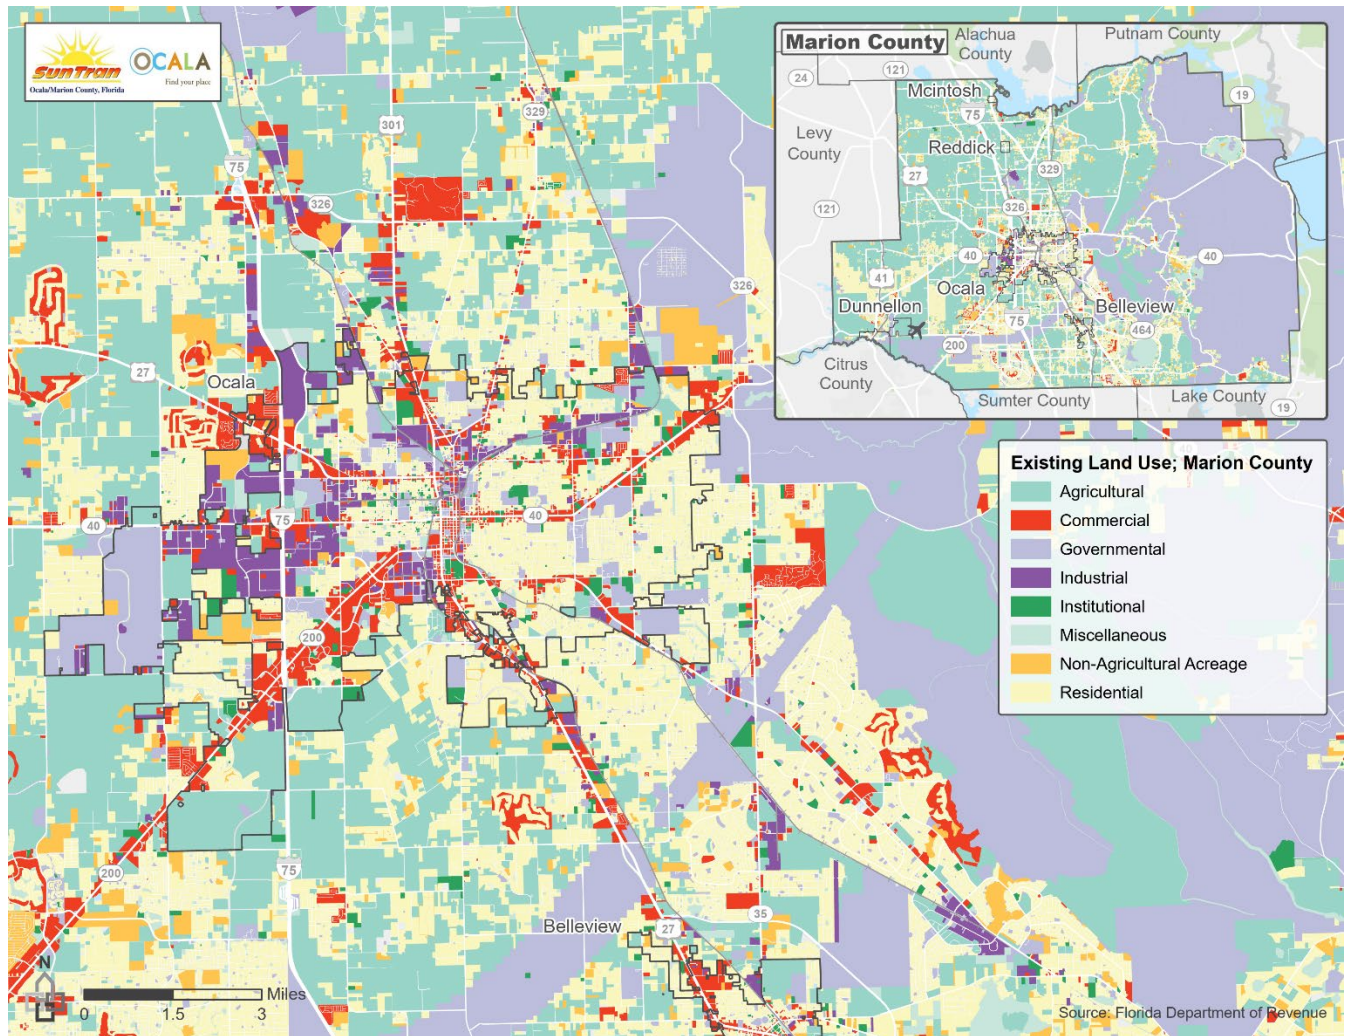 SunTran
Ocala/Marion County, Florida
OCALA
Find your place
Marion County
Alachua
County
Putnam County
24
121
19
Mcintosh
75
Levy
County
Reddick
27
329
121
326
40
40
41
Ocala
Dunnellon
75
Belleview
464
200
Citrus
County
Sumter County
Lake County
19
301
329
75
326
326
27
Ocala
40
75
40
200
200
75
Belleview
27
35
40
Existing Land Use; Marion County
Agricultural
Commercial
Governmental
Industrial
Institutional
Miscellaneous
Non-Agricultural Acreage
Residential
N
Miles
0 1.5 3
Source: Florida Department of Revenue